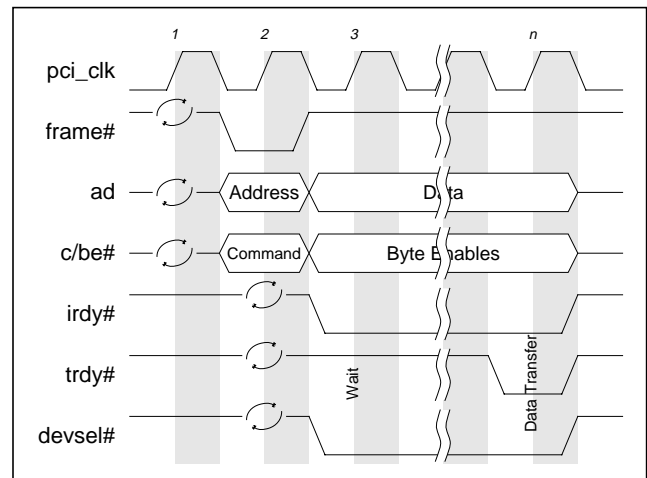 1 2 3 n
pci_clk
frame#
ad Address Data
c/be# Command Byte Enables
irdy#
trdy# Wait Data Transfer
devsel#